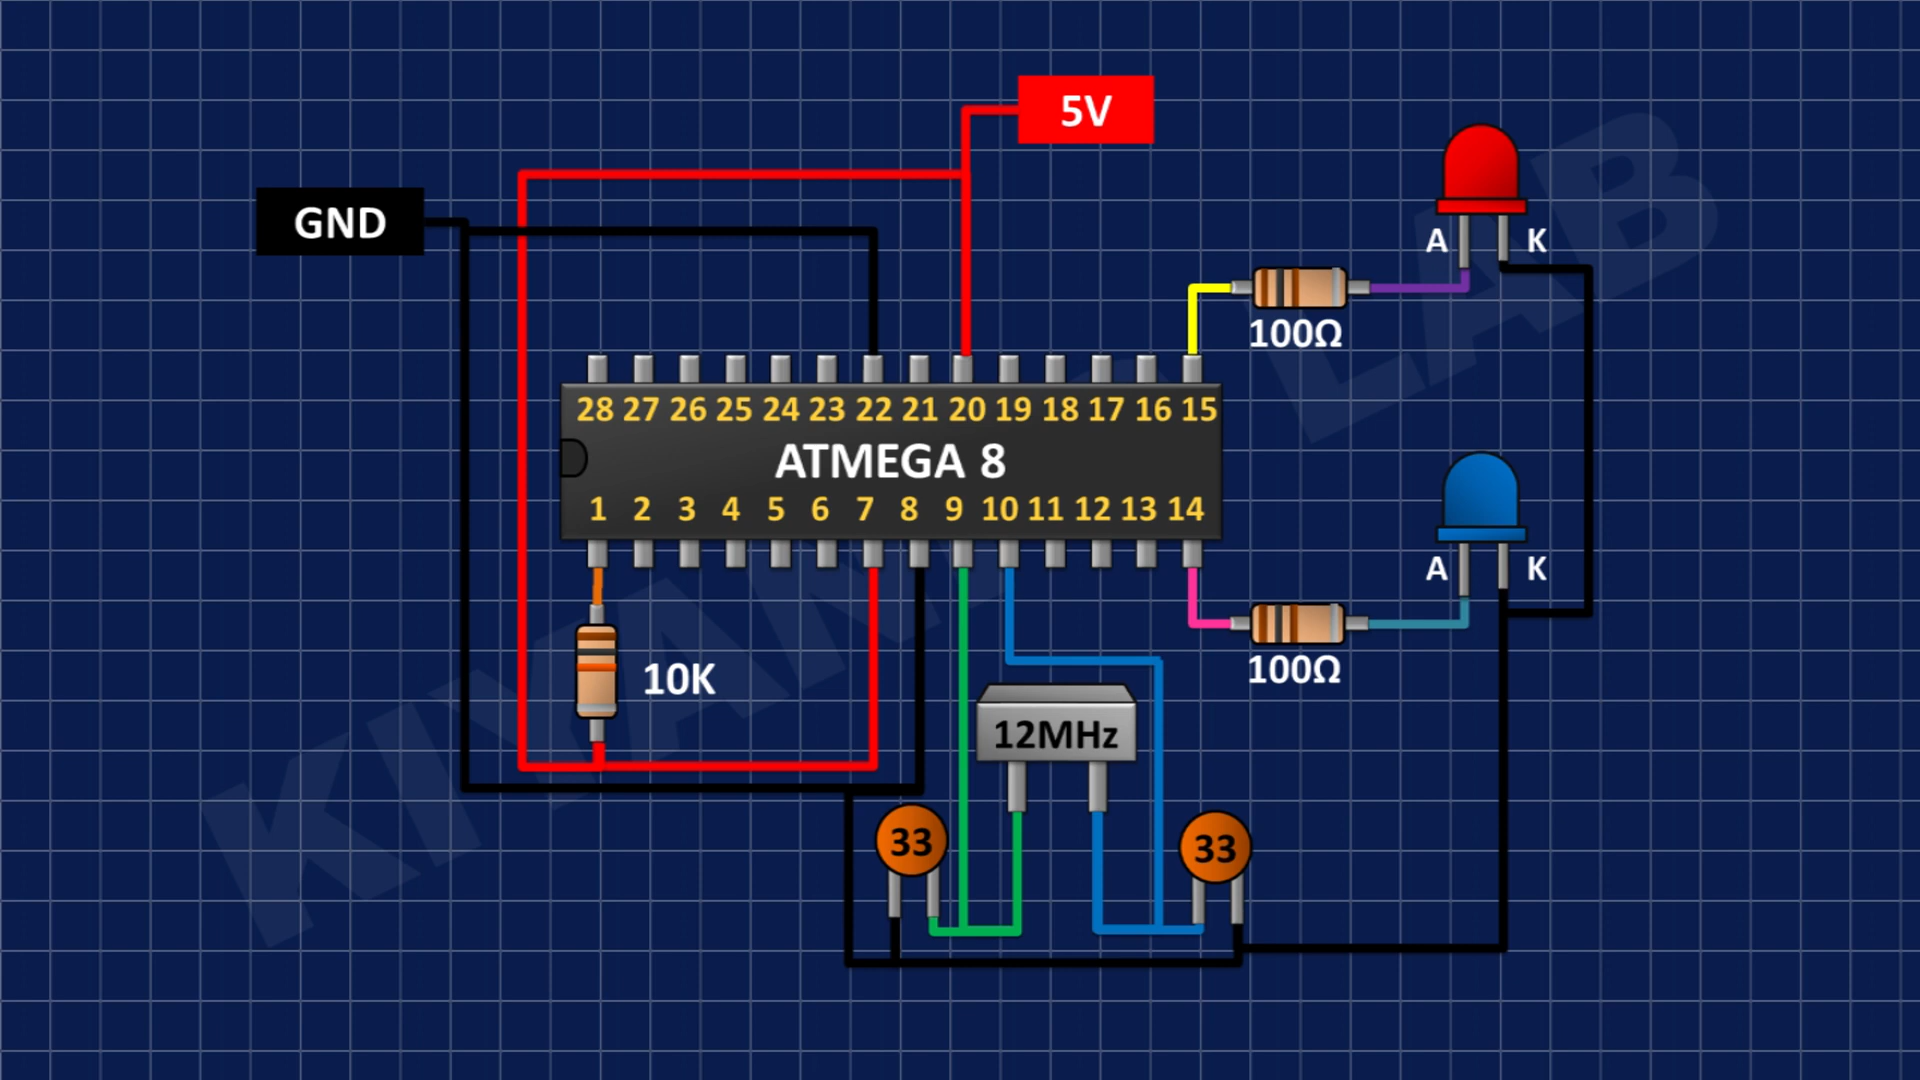 5V
GND
A K
100Ω
28 27 26 25 24 23 22 21 20 19 18 17 16 15
ATMEGA 8
1 2 3 4 5 6 7 8 9 10 11 12 13 14
A K
10K
100Ω
12MHz
33
33